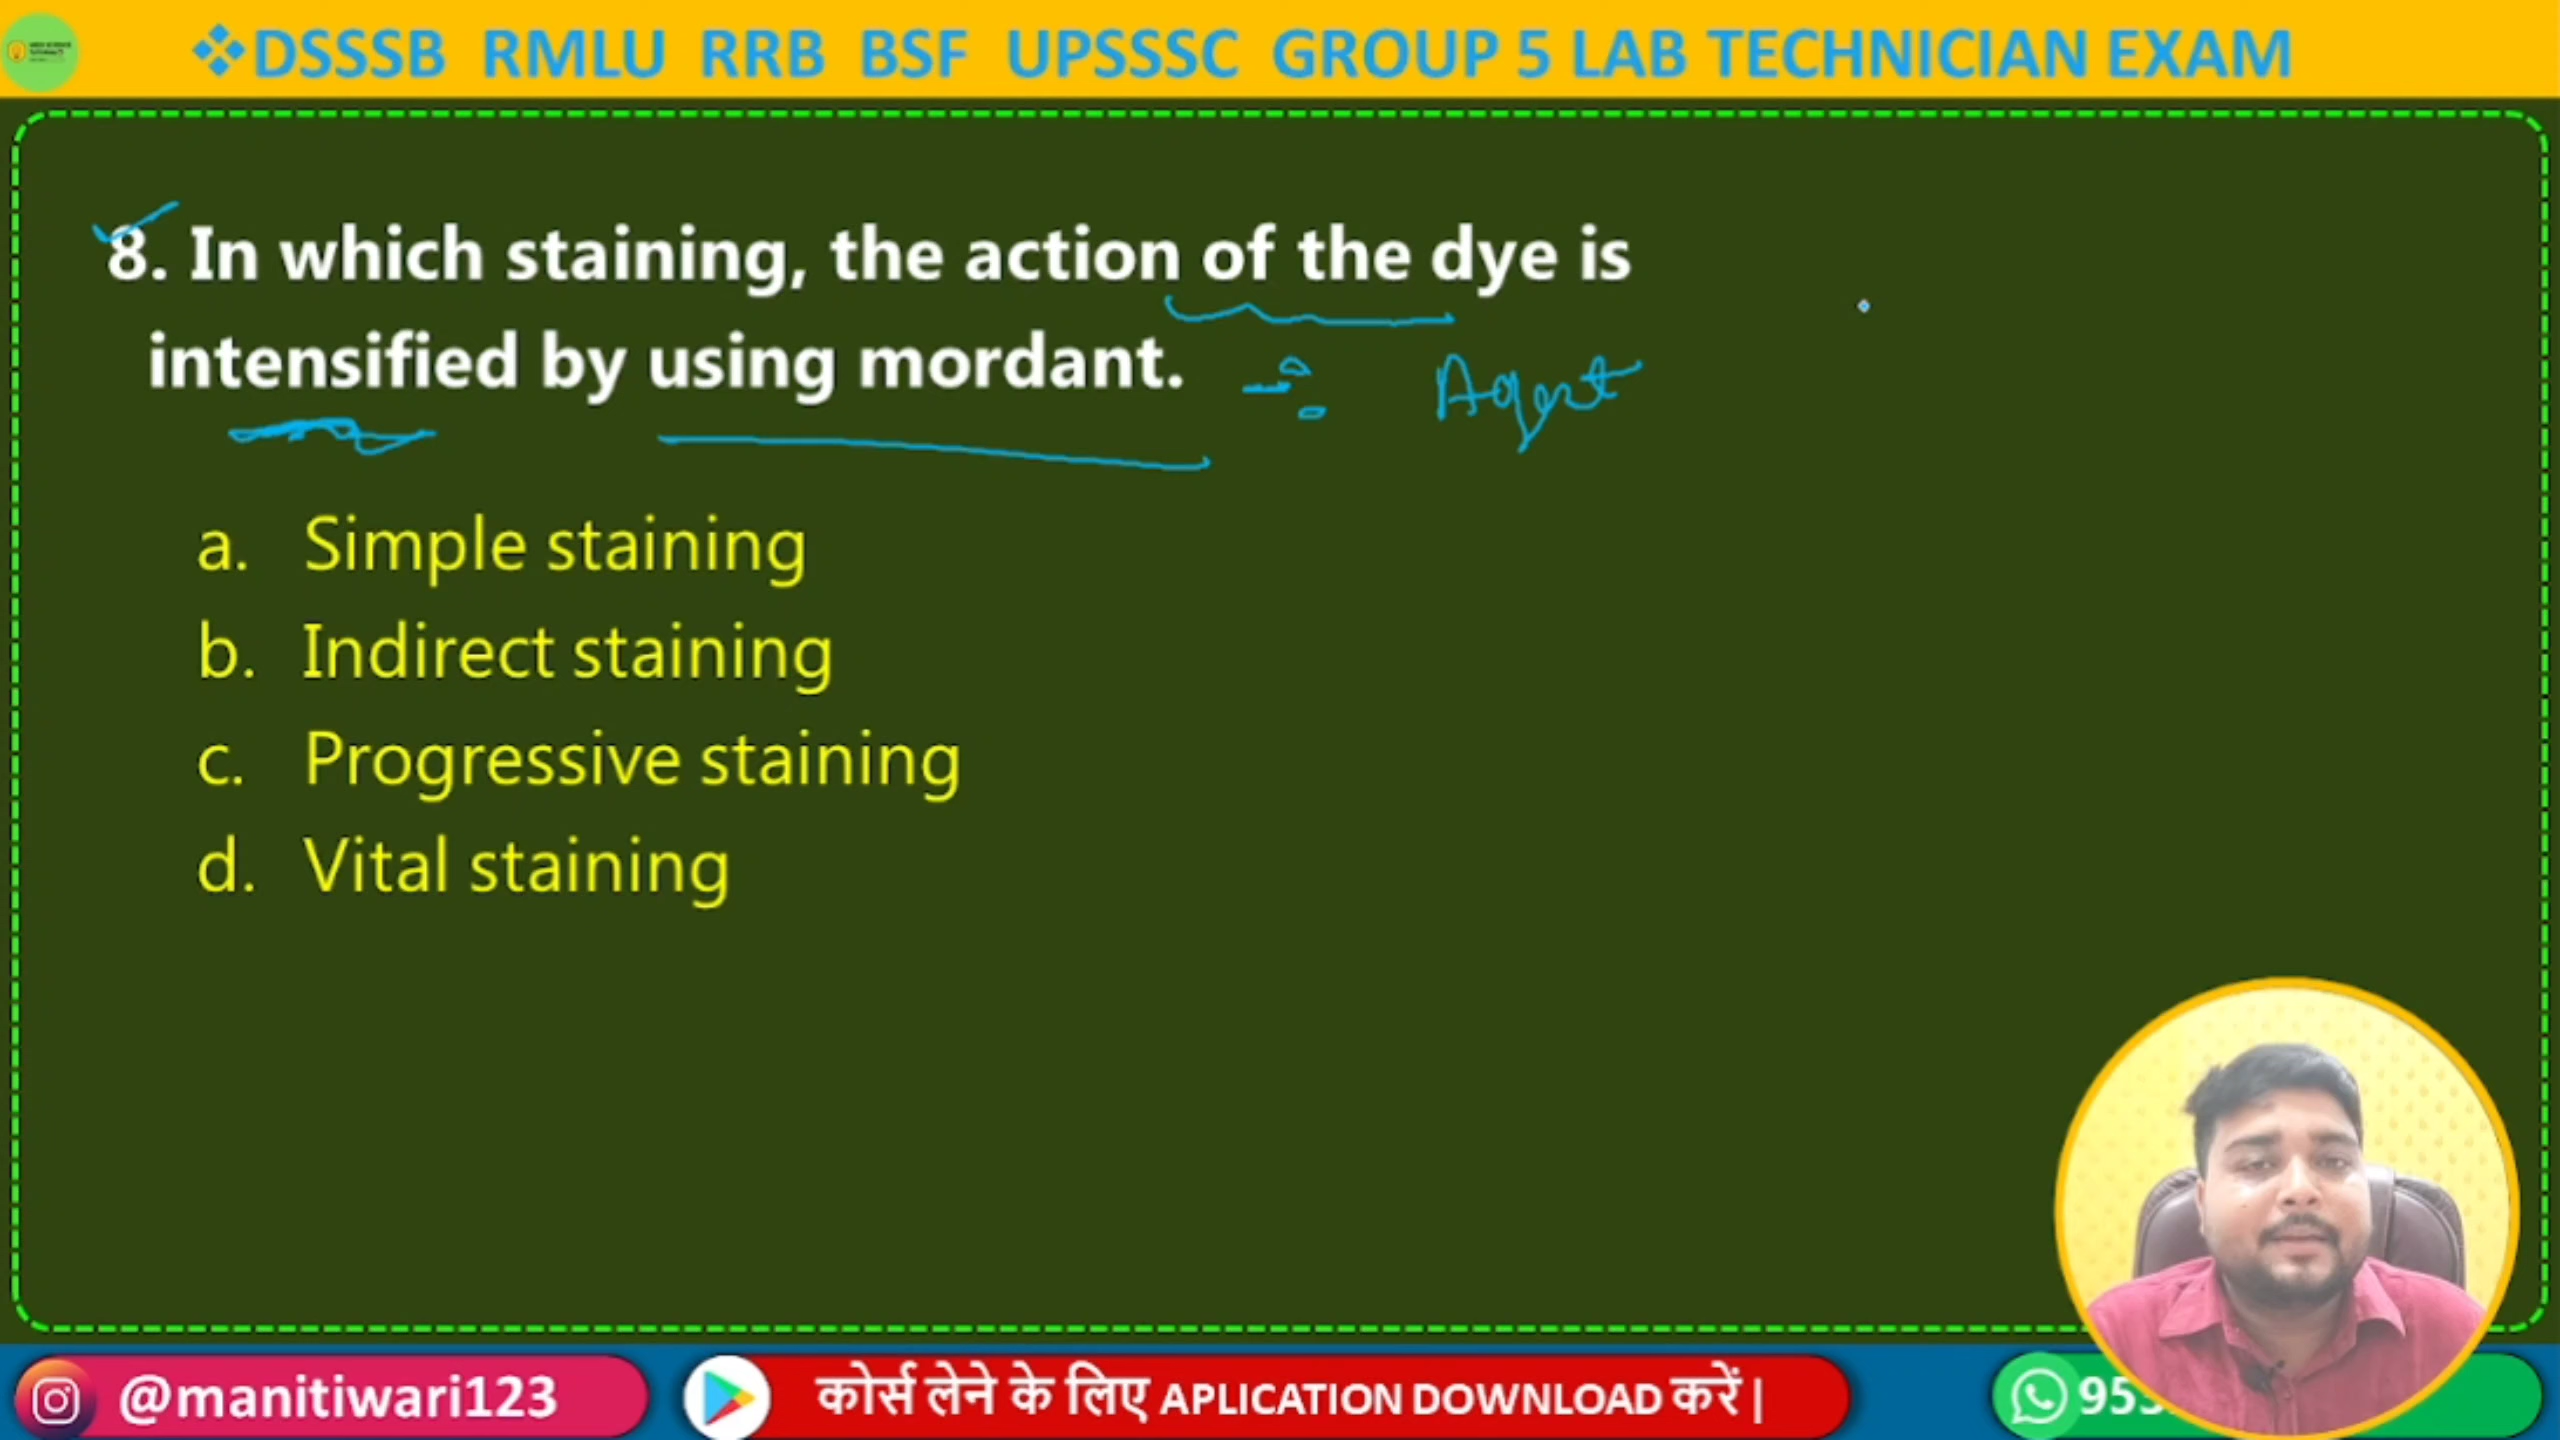 ❖DSSSB RMLU RRB BSF UPSSSC GROUP 5 LAB TECHNICIAN EXAM
8. In which staining, the action of the dye is
intensified by using mordant.
Agent
a. Simple staining
b. Indirect staining
c. Progressive staining
d. Vital staining
@manitiwari123
कोर्स लेने के लिए APLICATION DOWNLOAD करें |